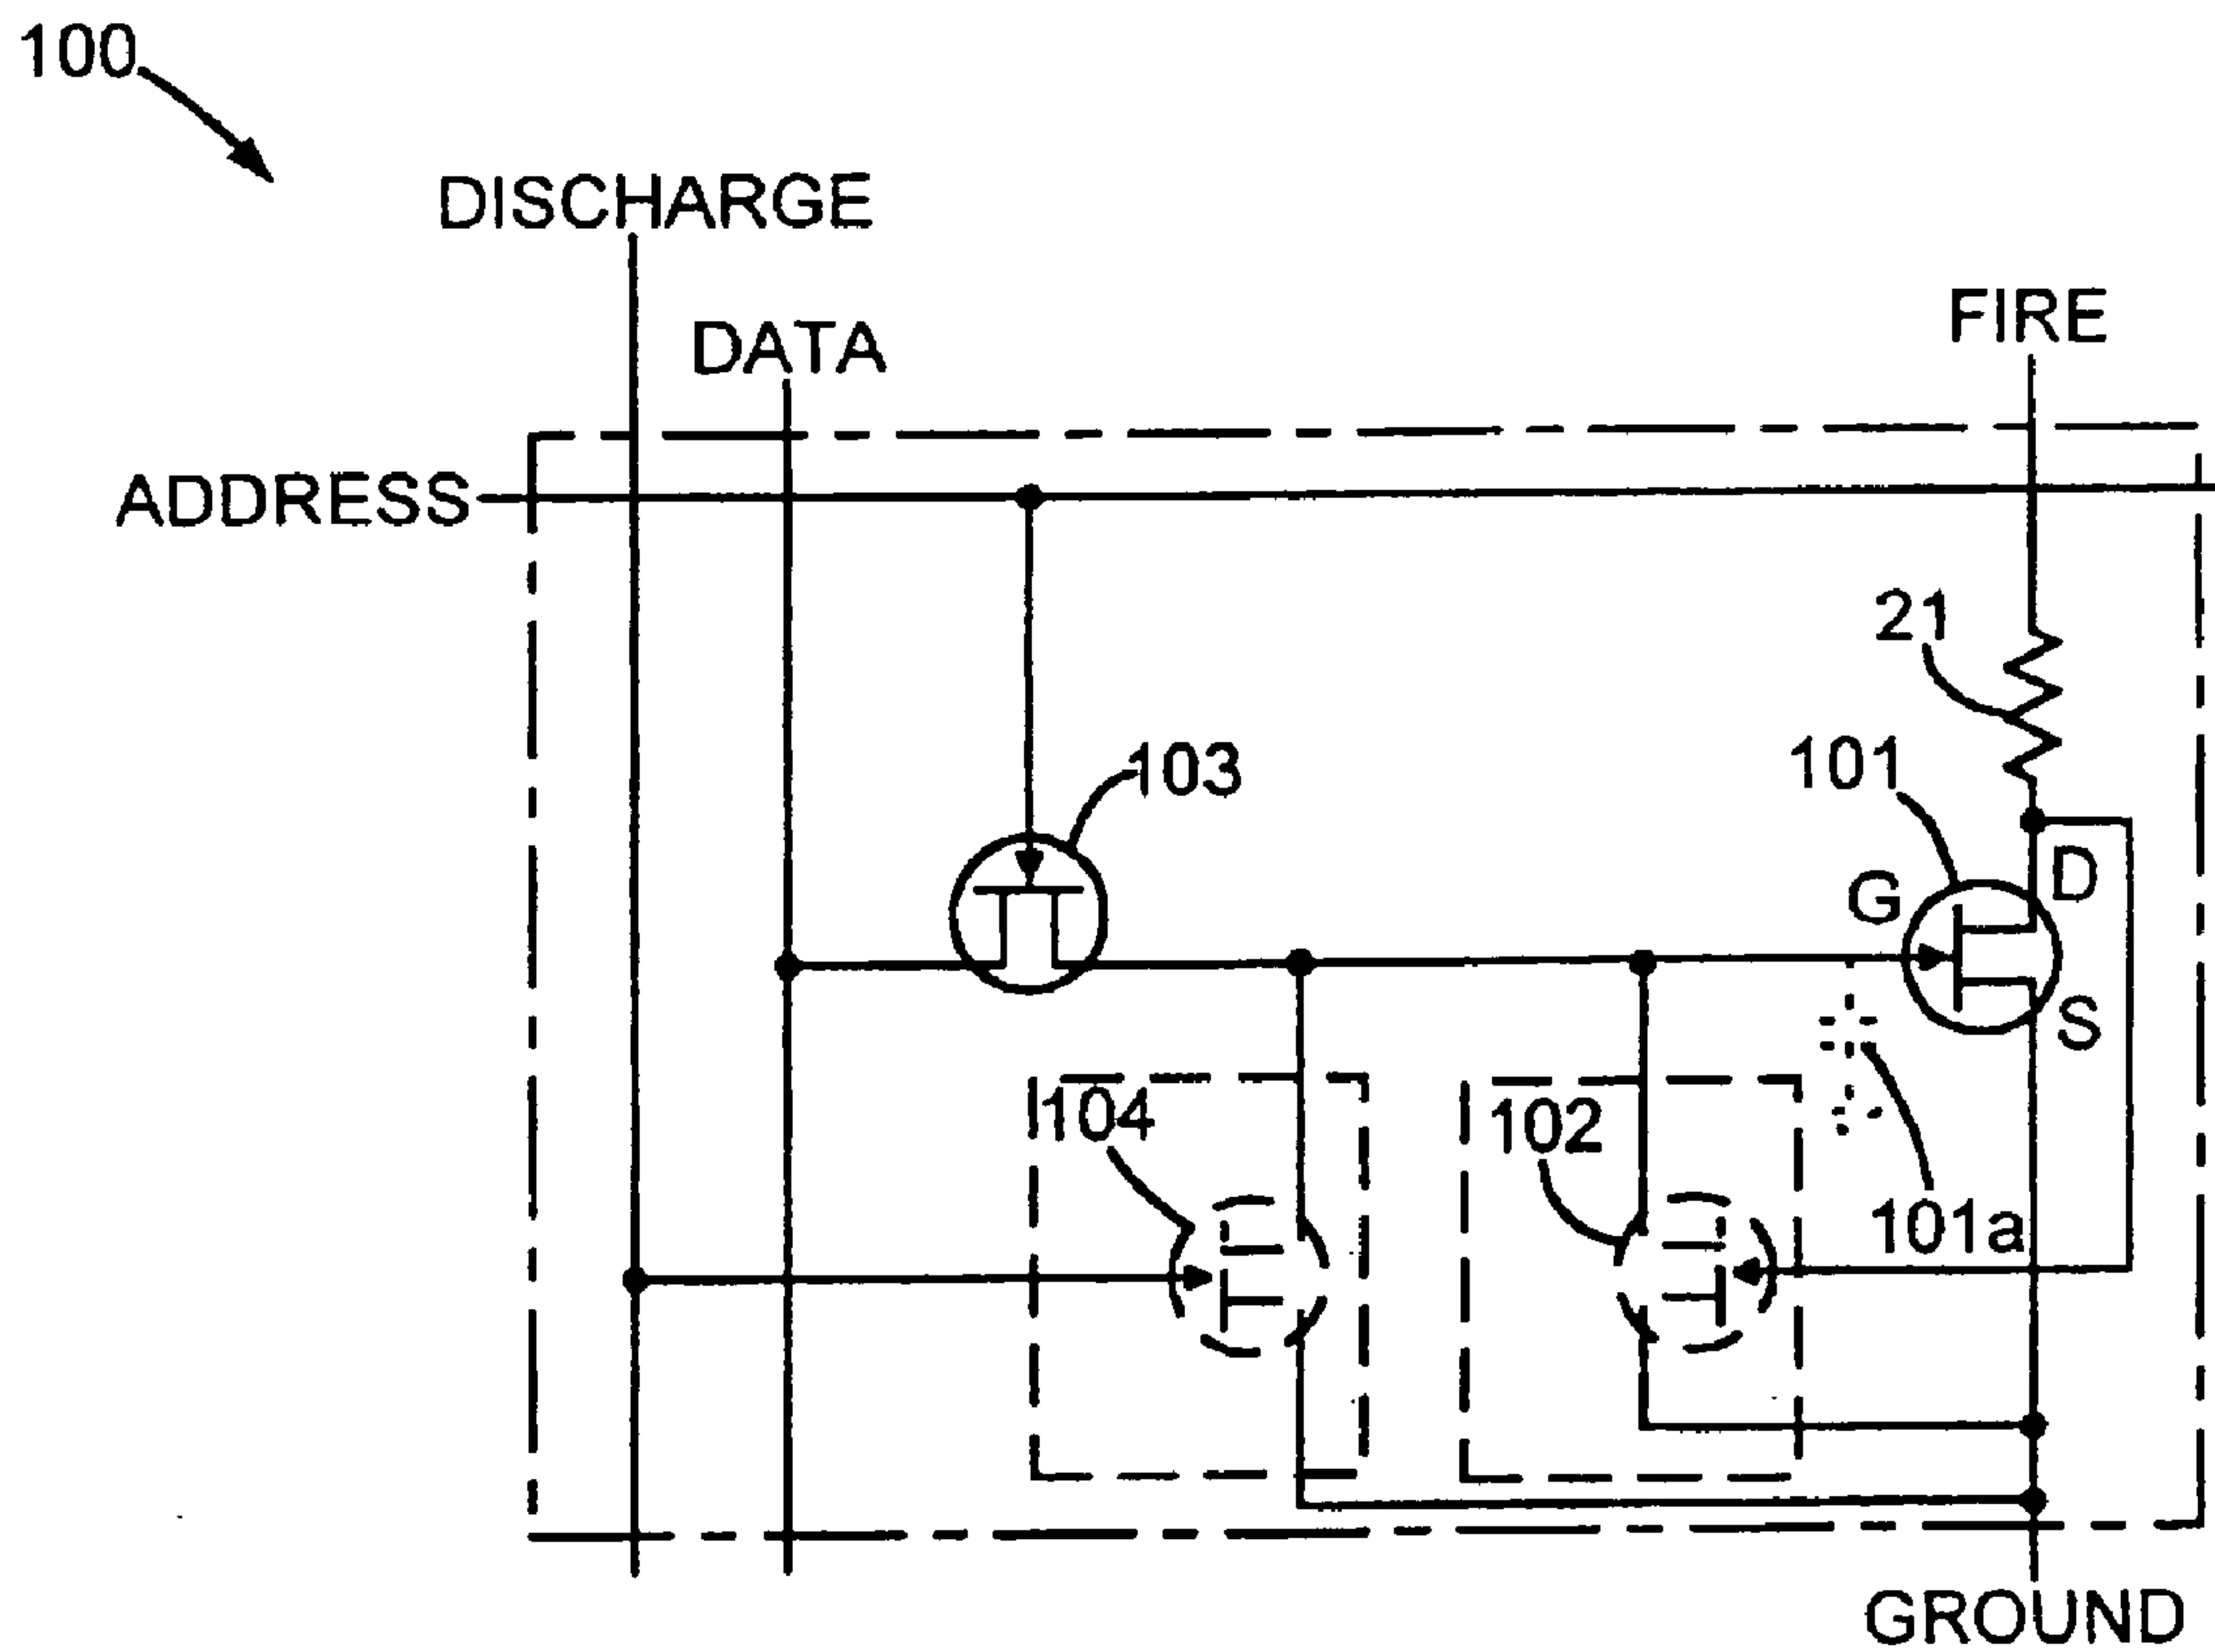 100
DISCHARGE
DATA
FIRE
ADDRESS
21
103
101
G
D
S
104
102
101a
GROUND